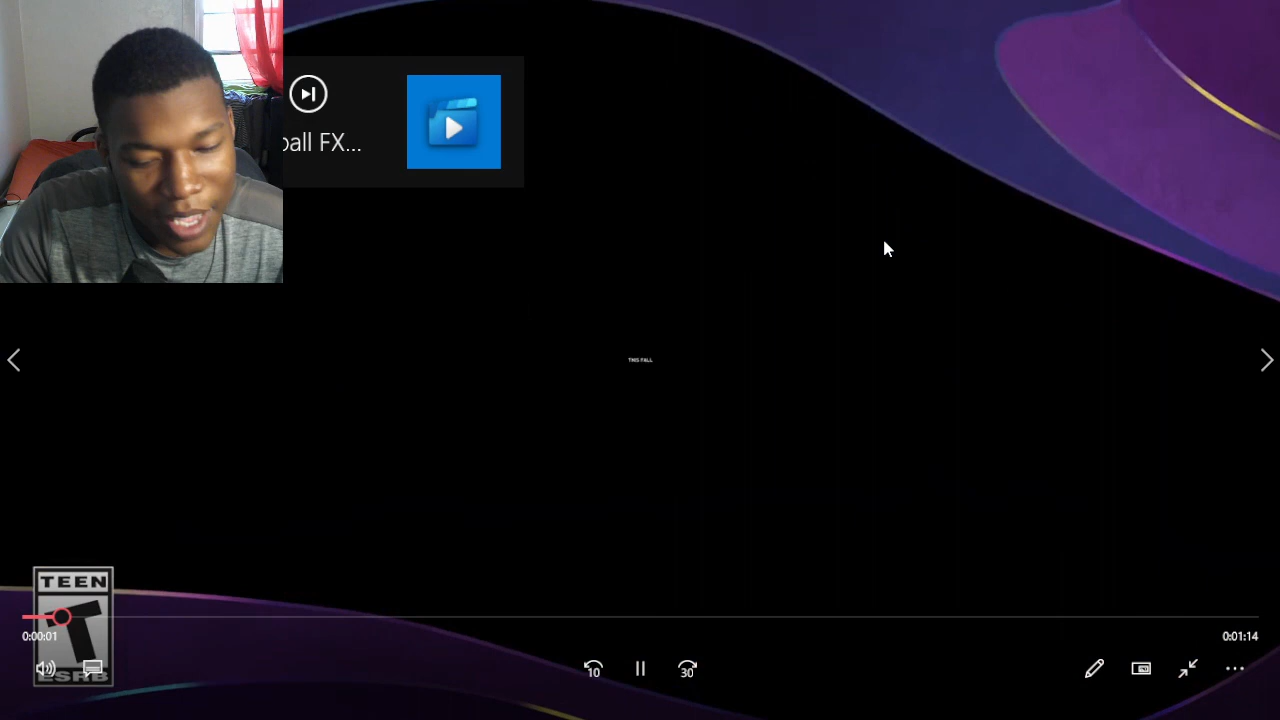 ball FX...
THIS FALL
TEEN
T
ESRB
0:00:01
0:01:14
10
30